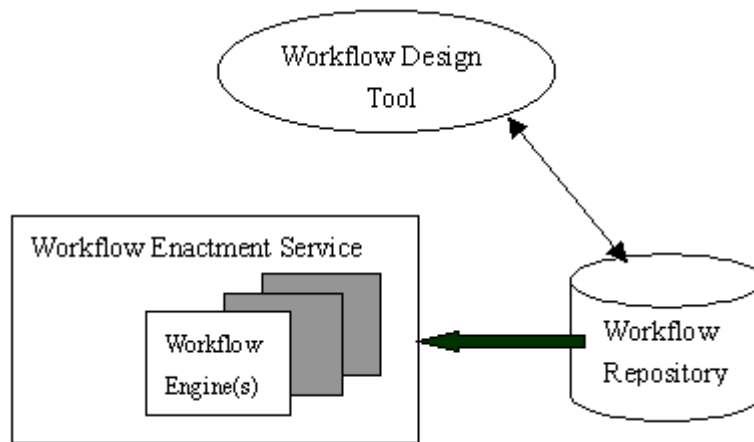 Workflow Design
Tool
Workflow Enactment Service
Workflow
Engine(s)
Workflow
Repository